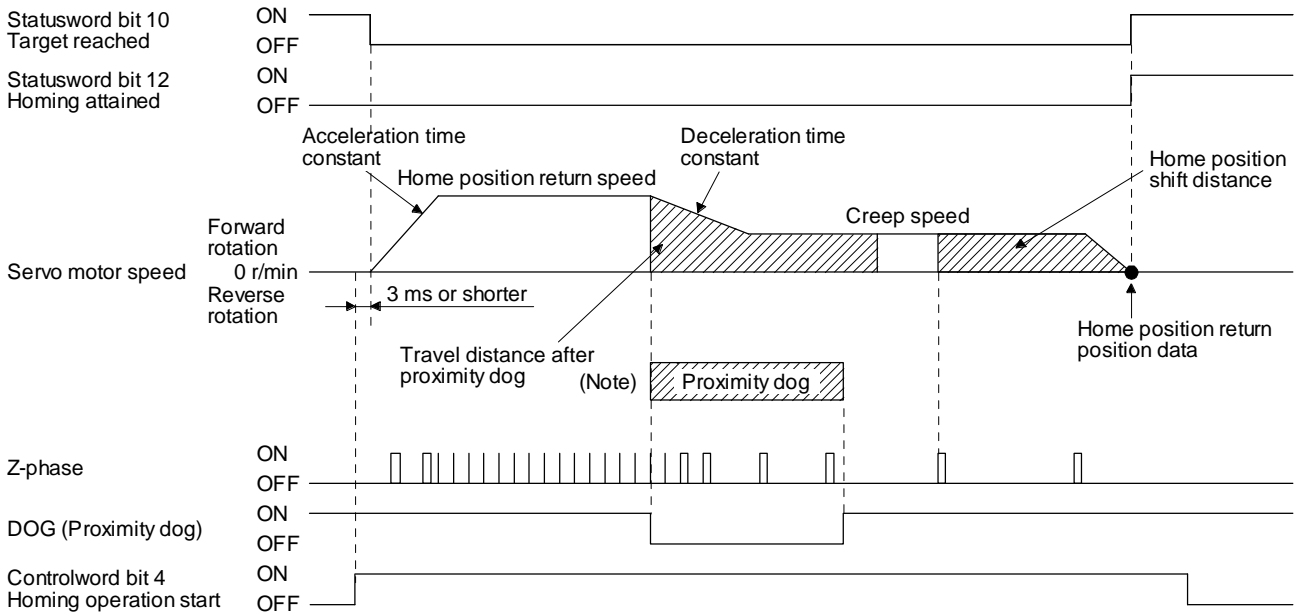 Statusword bit 10
Target reached
ON
OFF
Statusword bit 12
Homing attained
ON
OFF
Acceleration time
constant
Deceleration time
constant
Home position return speed
Home position
shift distance
Creep speed
Forward
rotation
Servo motor speed
0 r/min
Reverse
rotation
3 ms or shorter
Home position return
position data
Travel distance after
proximity dog
(Note)
Proximity dog
Z-phase
ON
OFF
DOG (Proximity dog)
ON
OFF
Controlword bit 4
Homing operation start
ON
OFF